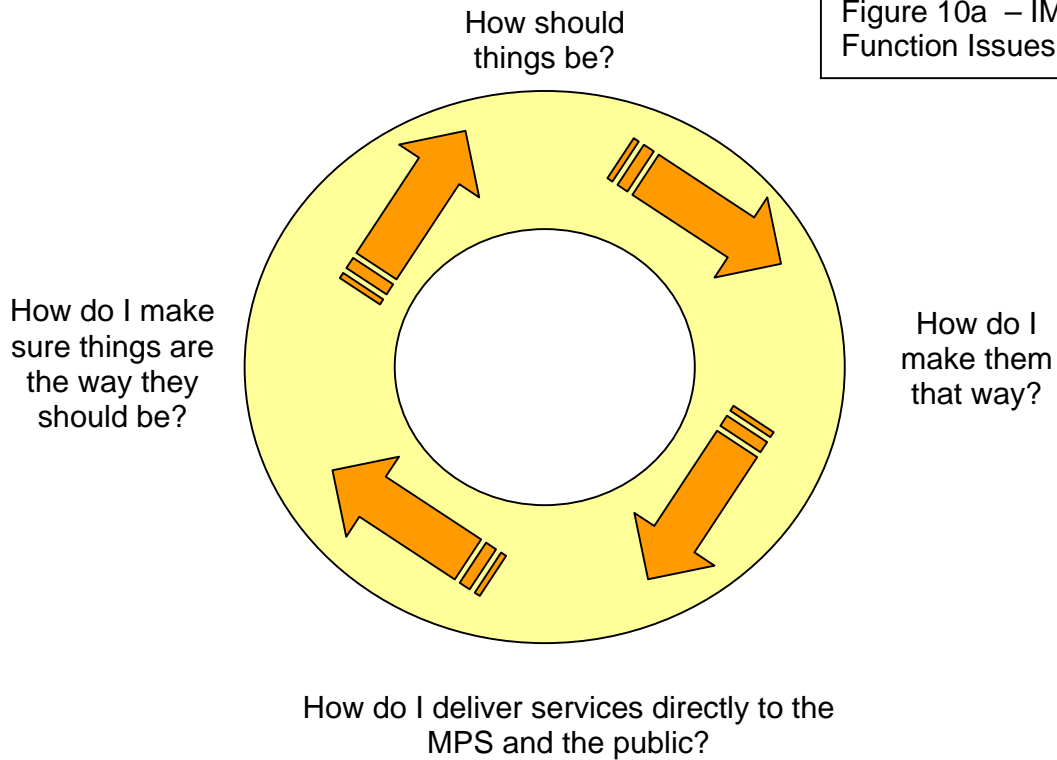 Figure 10a – IM
Function Issues
How should
things be?
How do I make
sure things are
the way they
should be?
How do I
make them
that way?
How do I deliver services directly to the
MPS and the public?